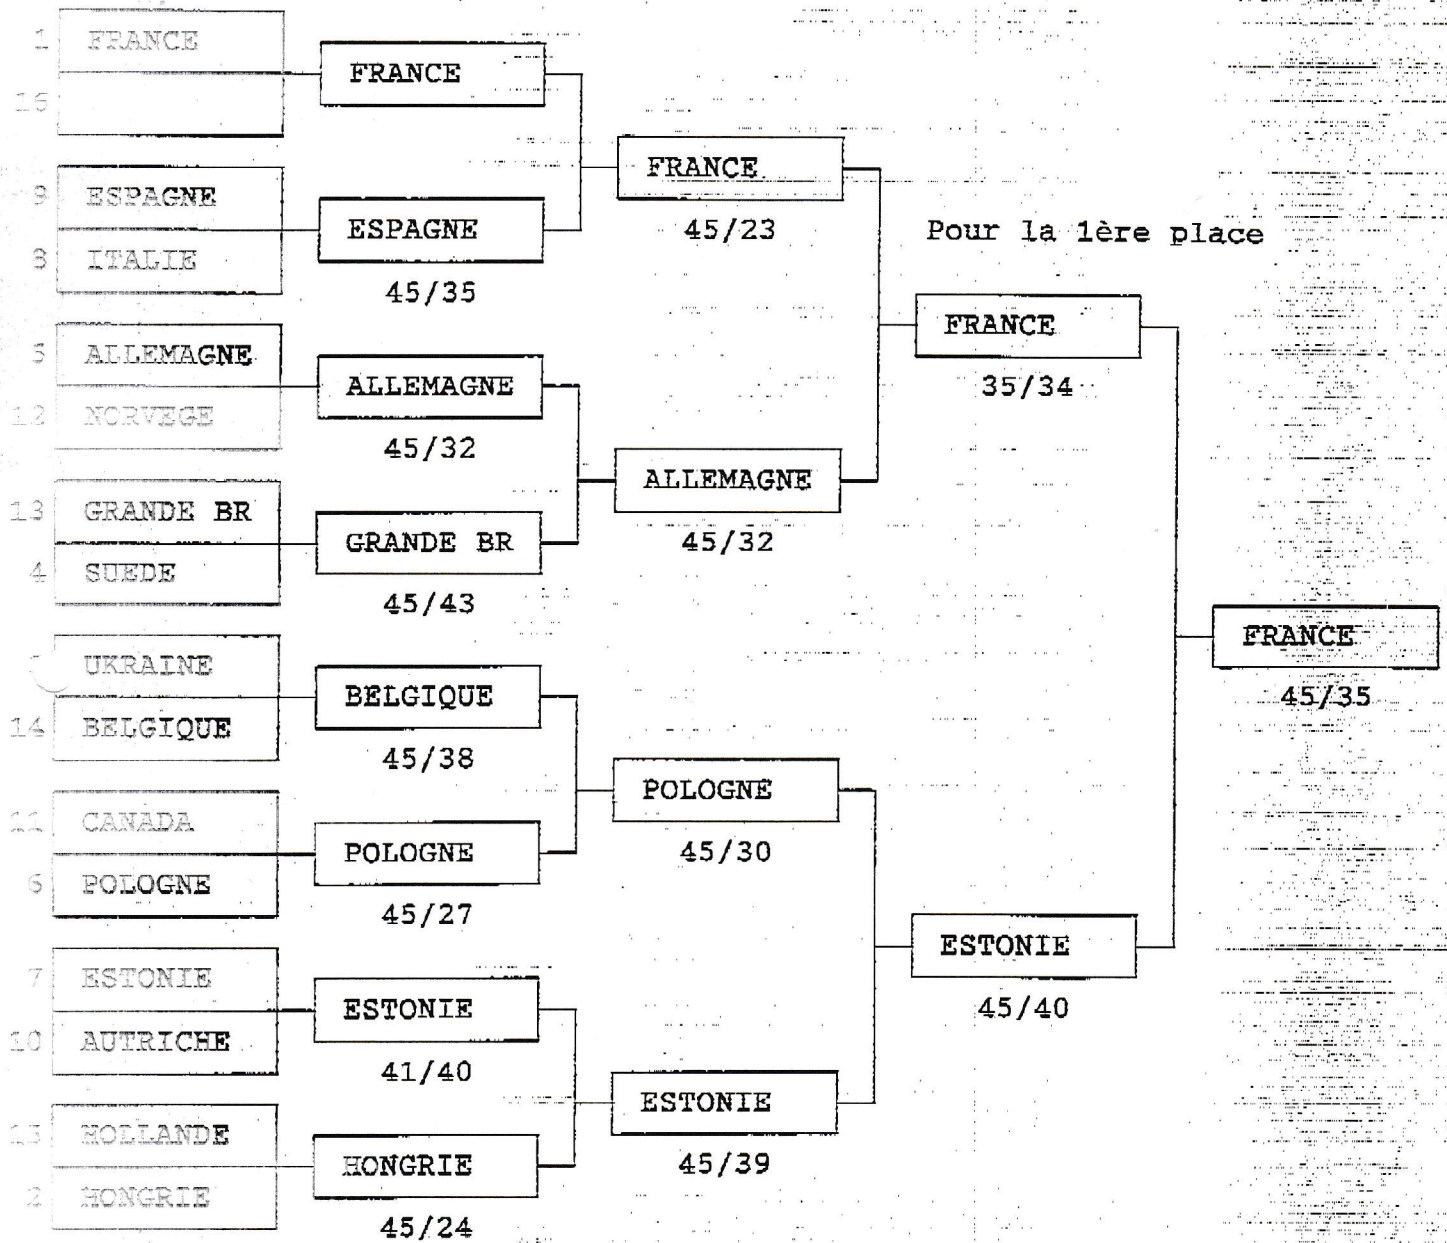 1 FRANCE
16
9 ESPAGNE
8 ITALIE
5 ALLEMAGNE
12 NORVEGE
13 GRANDE BR
4 SUEDE
UKRAINE
14 BELGIQUE
11 CANADA
6 POLOGNE
7 ESTONIE
10 AUTRICHE
HOLLANDE
2 HONGRIE
FRANCE
ESPAGNE
45/35
ALLEMAGNE
45/32
GRANDE BR
45/43
BELGIQUE
45/38
POLOGNE
45/27
ESTONIE
41/40
HONGRIE
45/24
FRANCE
45/23
ALLEMAGNE
45/32
POLOGNE
45/30
ESTONIE
45/39
Pour la 1ère place
FRANCE
35/34
ESTONIE
45/40
FRANCE
45/35